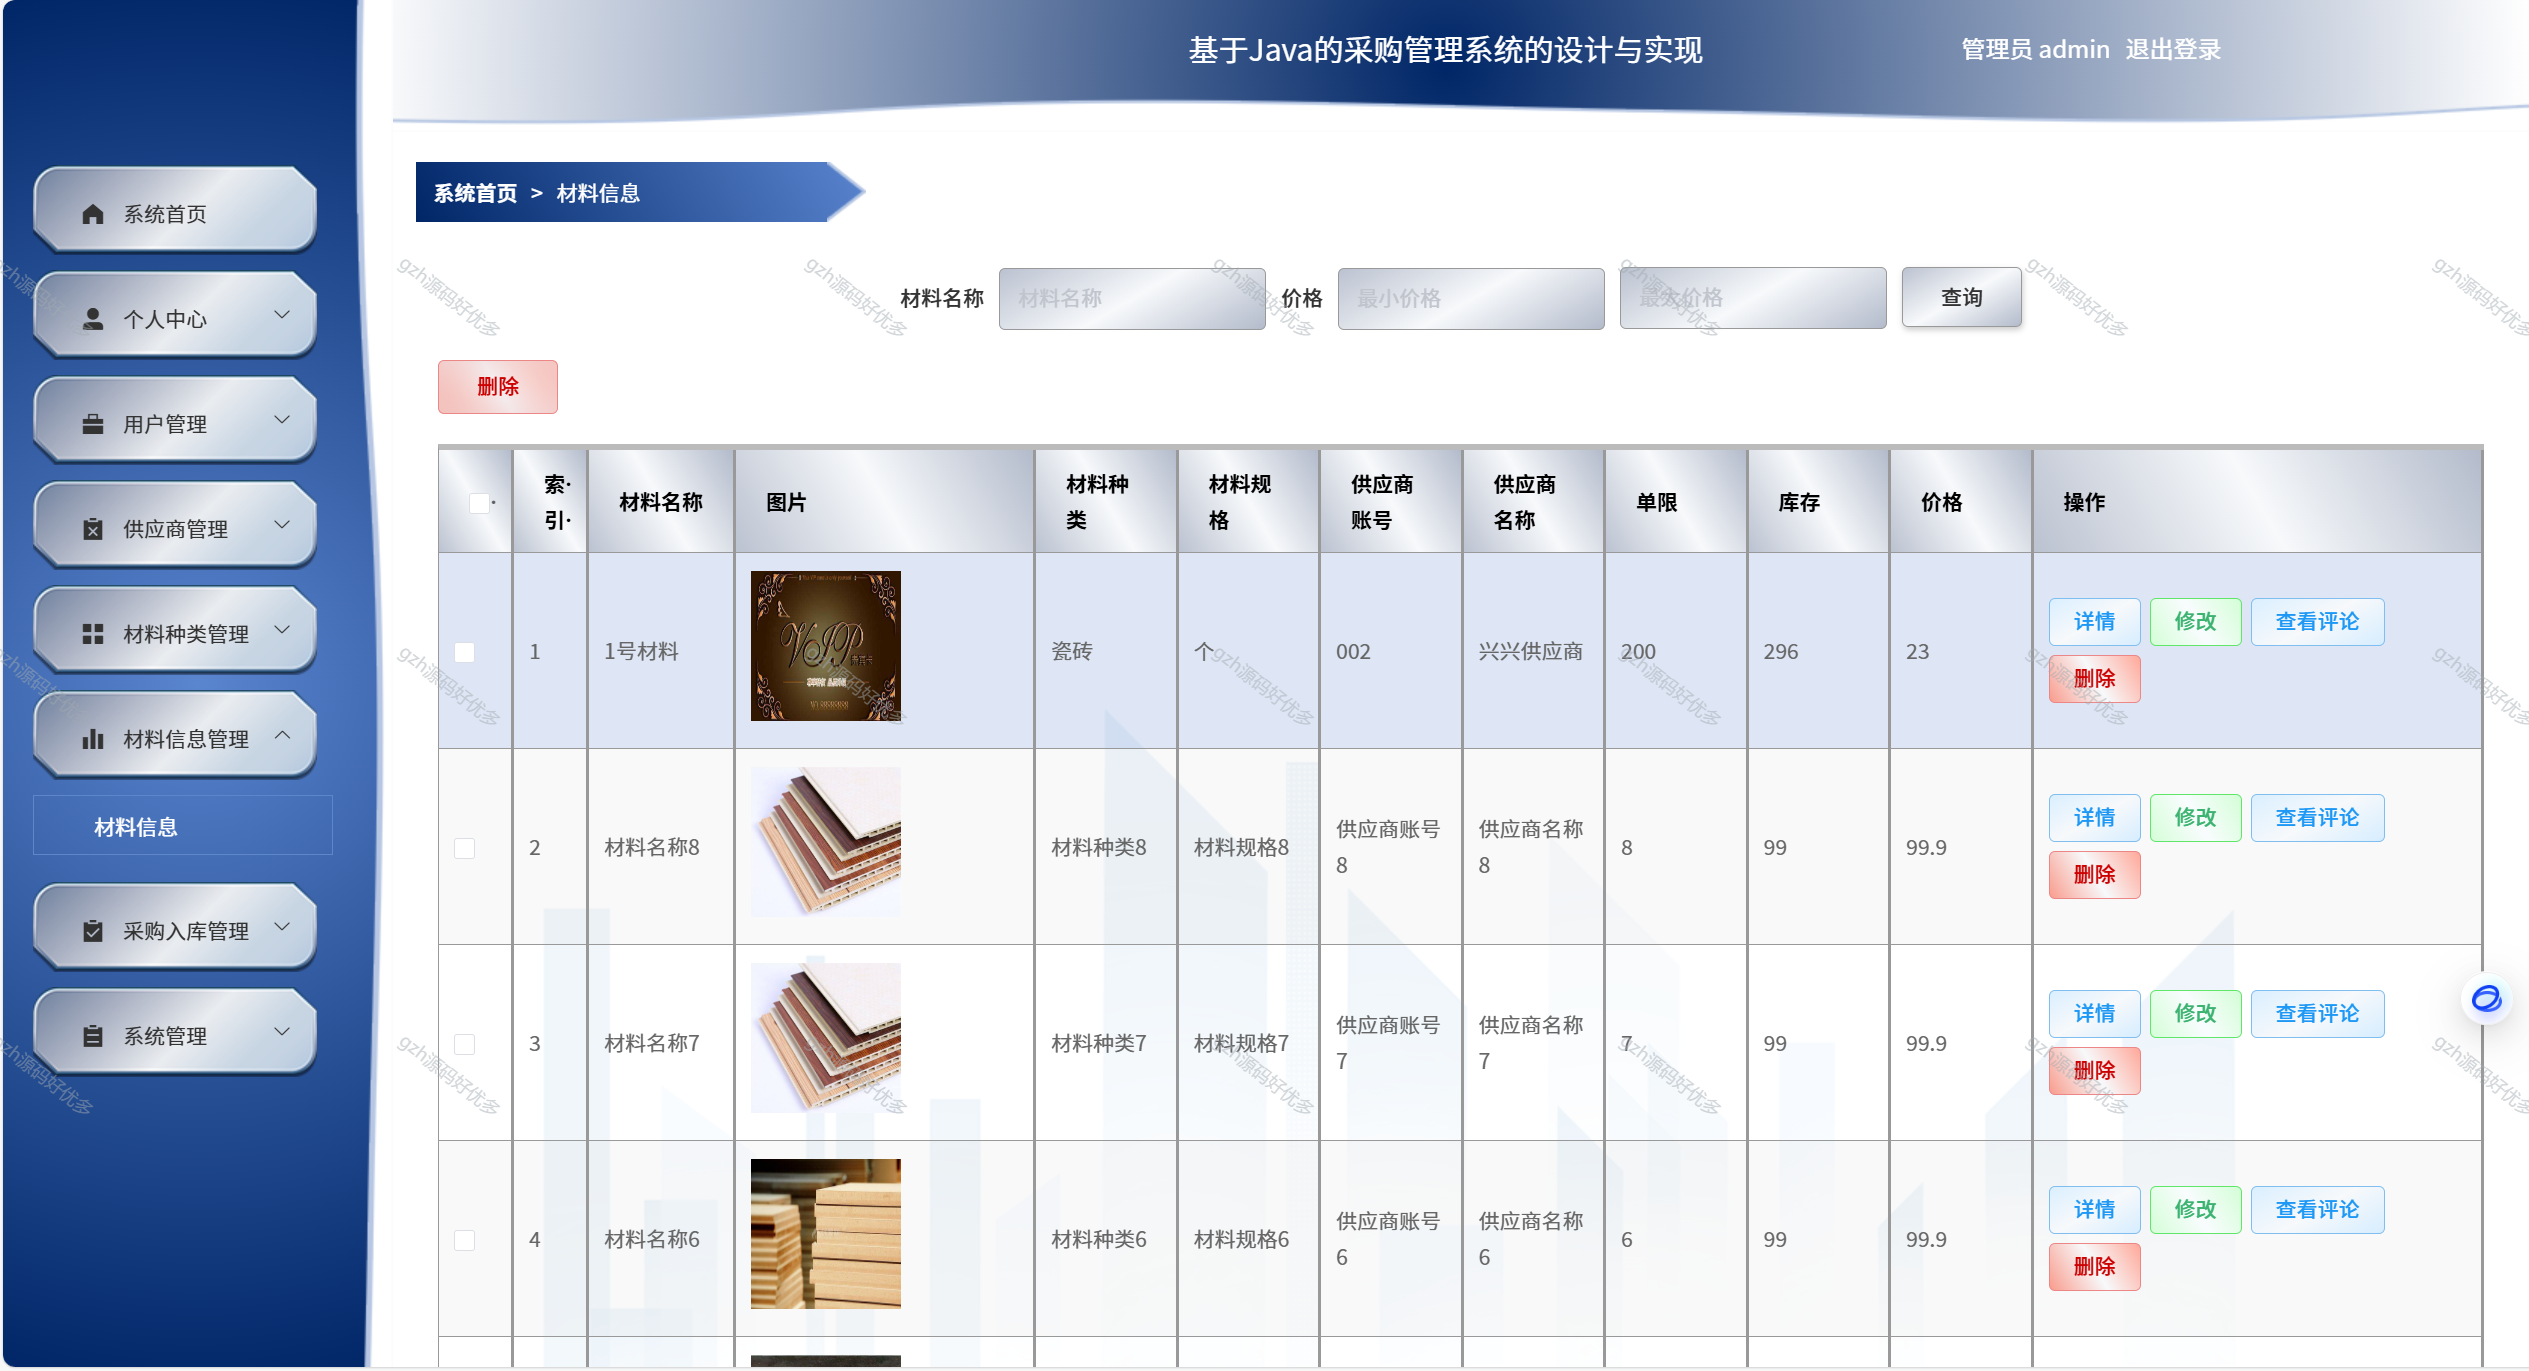 基于Java的采购管理系统的设计与实现
管理员 admin 退出登录
系统首页
个人中心
用户管理
供应商管理
材料种类管理
材料信息管理
材料信息
采购入库管理
系统管理
系统首页 > 材料信息
材料名称 材料名称 价格 最小价格 最大价格 查询
删除
索引 材料名称 图片 材料种类 材料规格 供应商账号 供应商名称 单限 库存 价格 操作
1 1号材料 瓷砖 个 002 兴兴供应商 200 296 23 详情 修改 查看评论 删除
VIP
2 材料名称8 材料种类8 材料规格8 供应商账号8 供应商名称8 8 99 99.9 详情 修改 查看评论 删除
3 材料名称7 材料种类7 材料规格7 供应商账号7 供应商名称7 7 99 99.9 详情 修改 查看评论 删除
4 材料名称6 材料种类6 材料规格6 供应商账号6 供应商名称6 6 99 99.9 详情 修改 查看评论 删除
gzh源码好优多